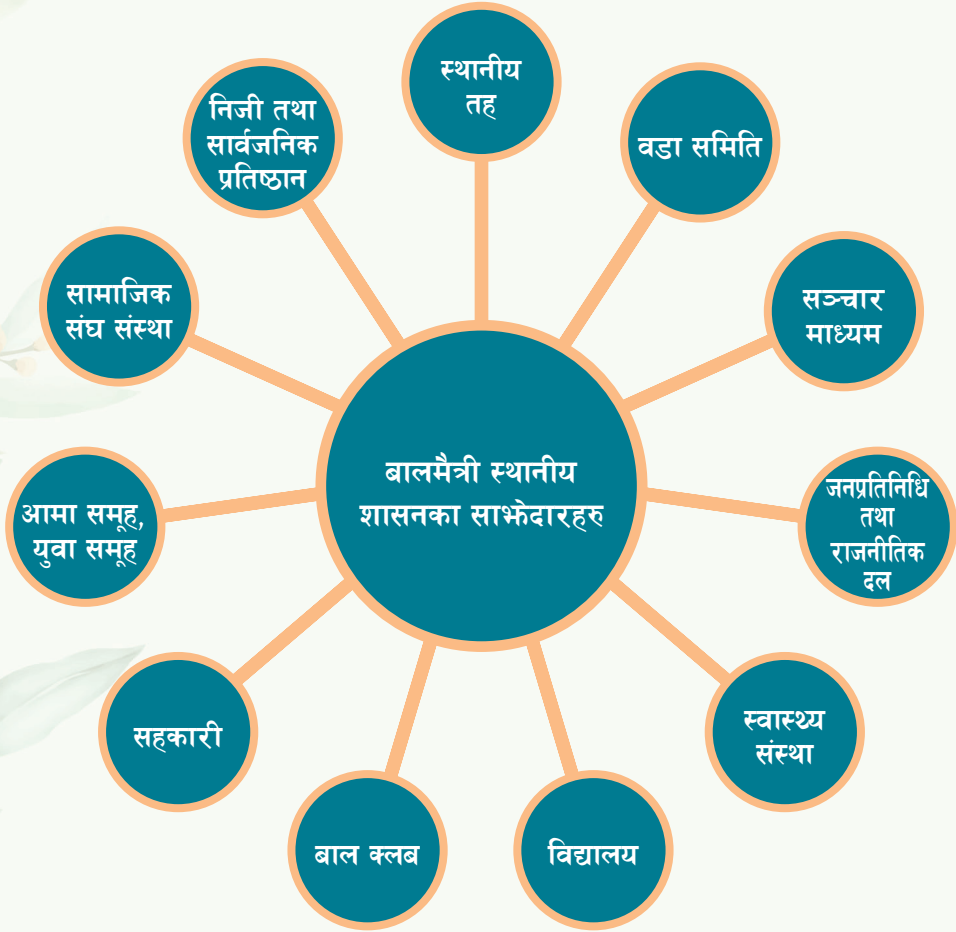 स्थानीय
तह
वडा समिति
सञ्चार
माध्यम
जनप्रतिनिधि
तथा
राजनीतिक
दल
स्वास्थ्य
संस्था
विद्यालय
बाल क्लब
सहकारी
आमा समूह,
युवा समूह
सामाजिक
संघ संस्था
निजी तथा
सार्वजनिक
प्रतिष्ठान
बालमैत्री स्थानीय
शासनका साझेदारहरु